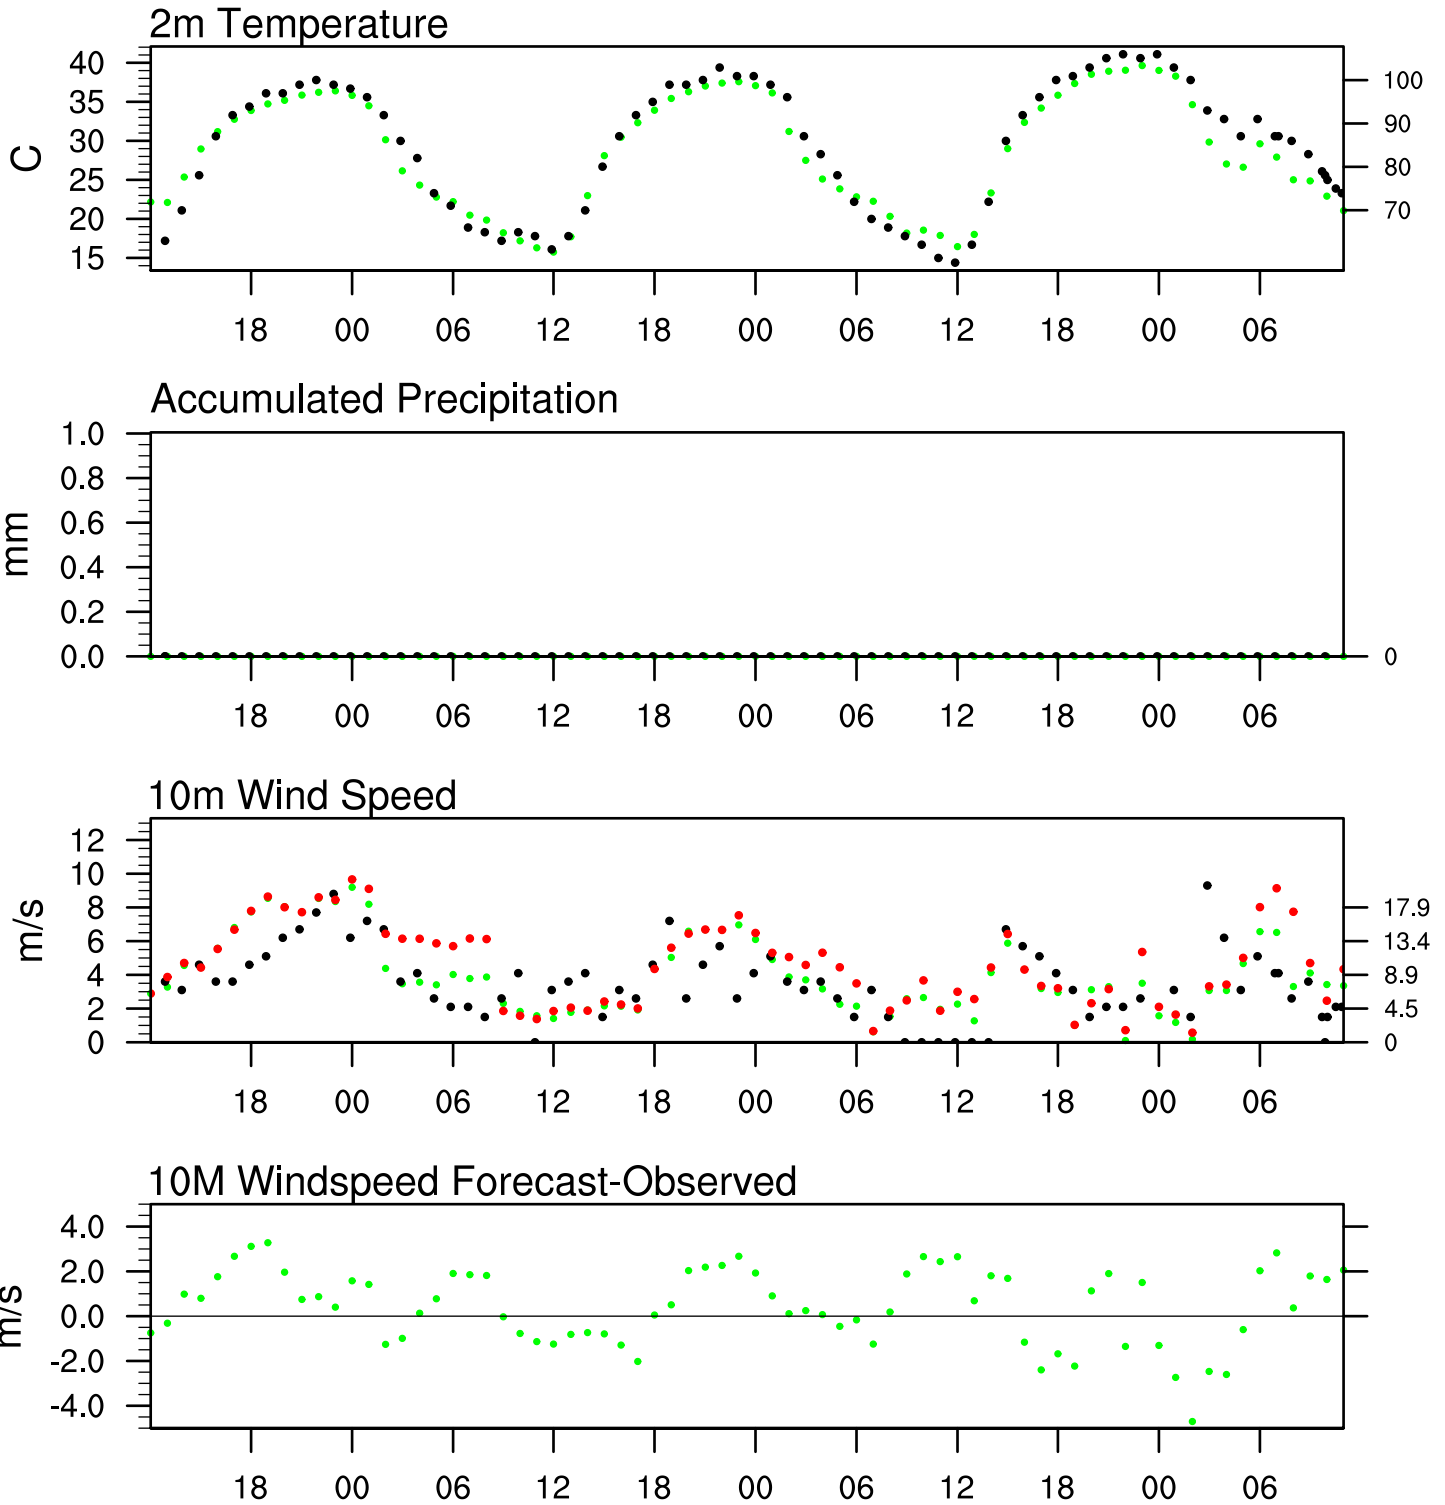 2m Temperature
40
35
30
25
20
15
C
100
90
80
70
18 00 06 12 18 00 06 12 18 00 06
Accumulated Precipitation
1.0
0.8
0.6
0.4
0.2
0.0
mm
0
18 00 06 12 18 00 06 12 18 00 06
10m Wind Speed
12
10
8
6
4
2
0
m/s
17.9
13.4
8.9
4.5
0
18 00 06 12 18 00 06 12 18 00 06
10M Windspeed Forecast-Observed
4.0
2.0
0.0
-2.0
-4.0
m/s
18 00 06 12 18 00 06 12 18 00 06